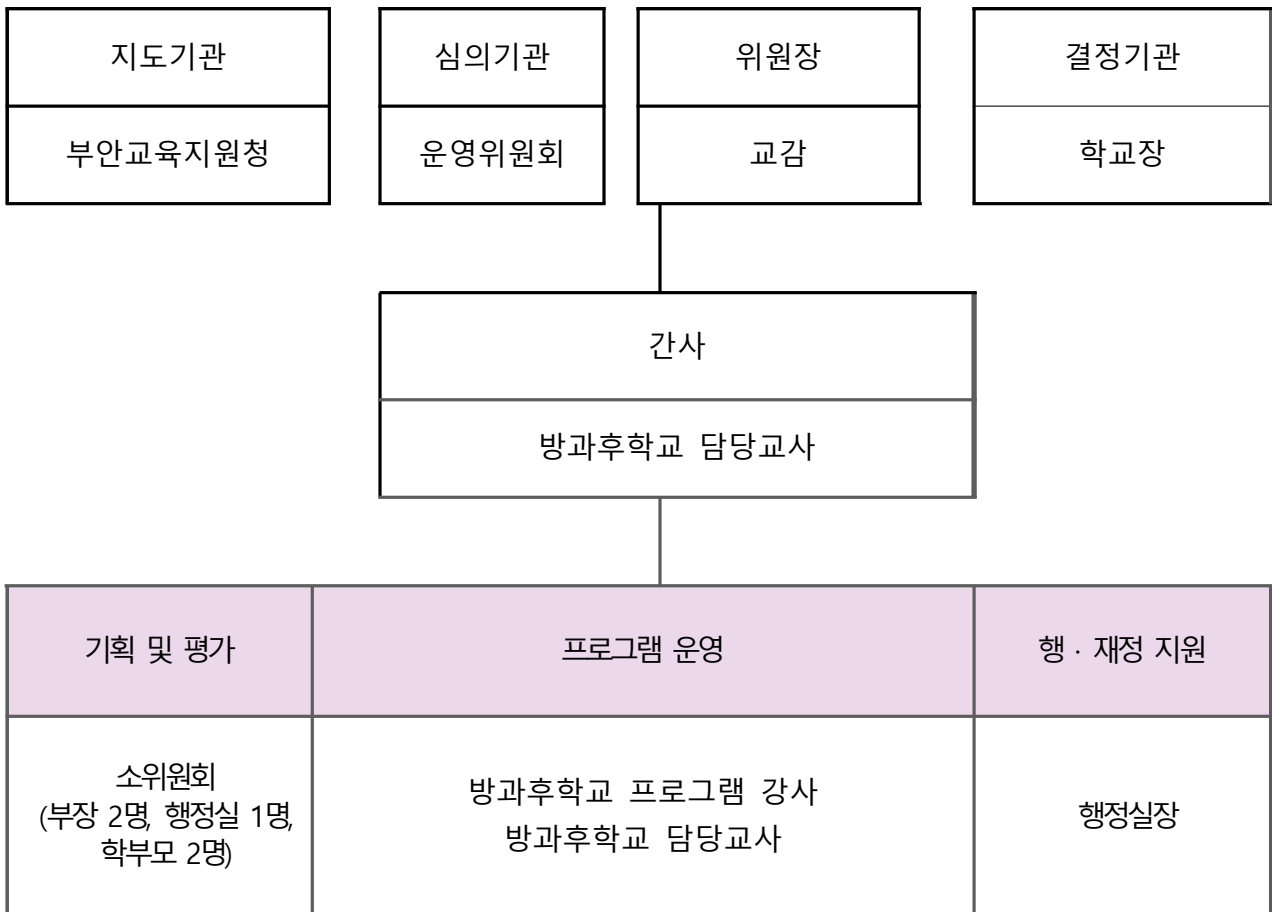 지도기관
부안교육지원청
심의기관
운영위원회
위원장
교감
결정기관
학교장
간사
방과후학교 담당교사
기획 및 평가
프로그램 운영
행 · 재정 지원
소위원회
(부장 2명, 행정실 1명,
학부모 2명)
방과후학교 프로그램 강사
방과후학교 담당교사
행정실장